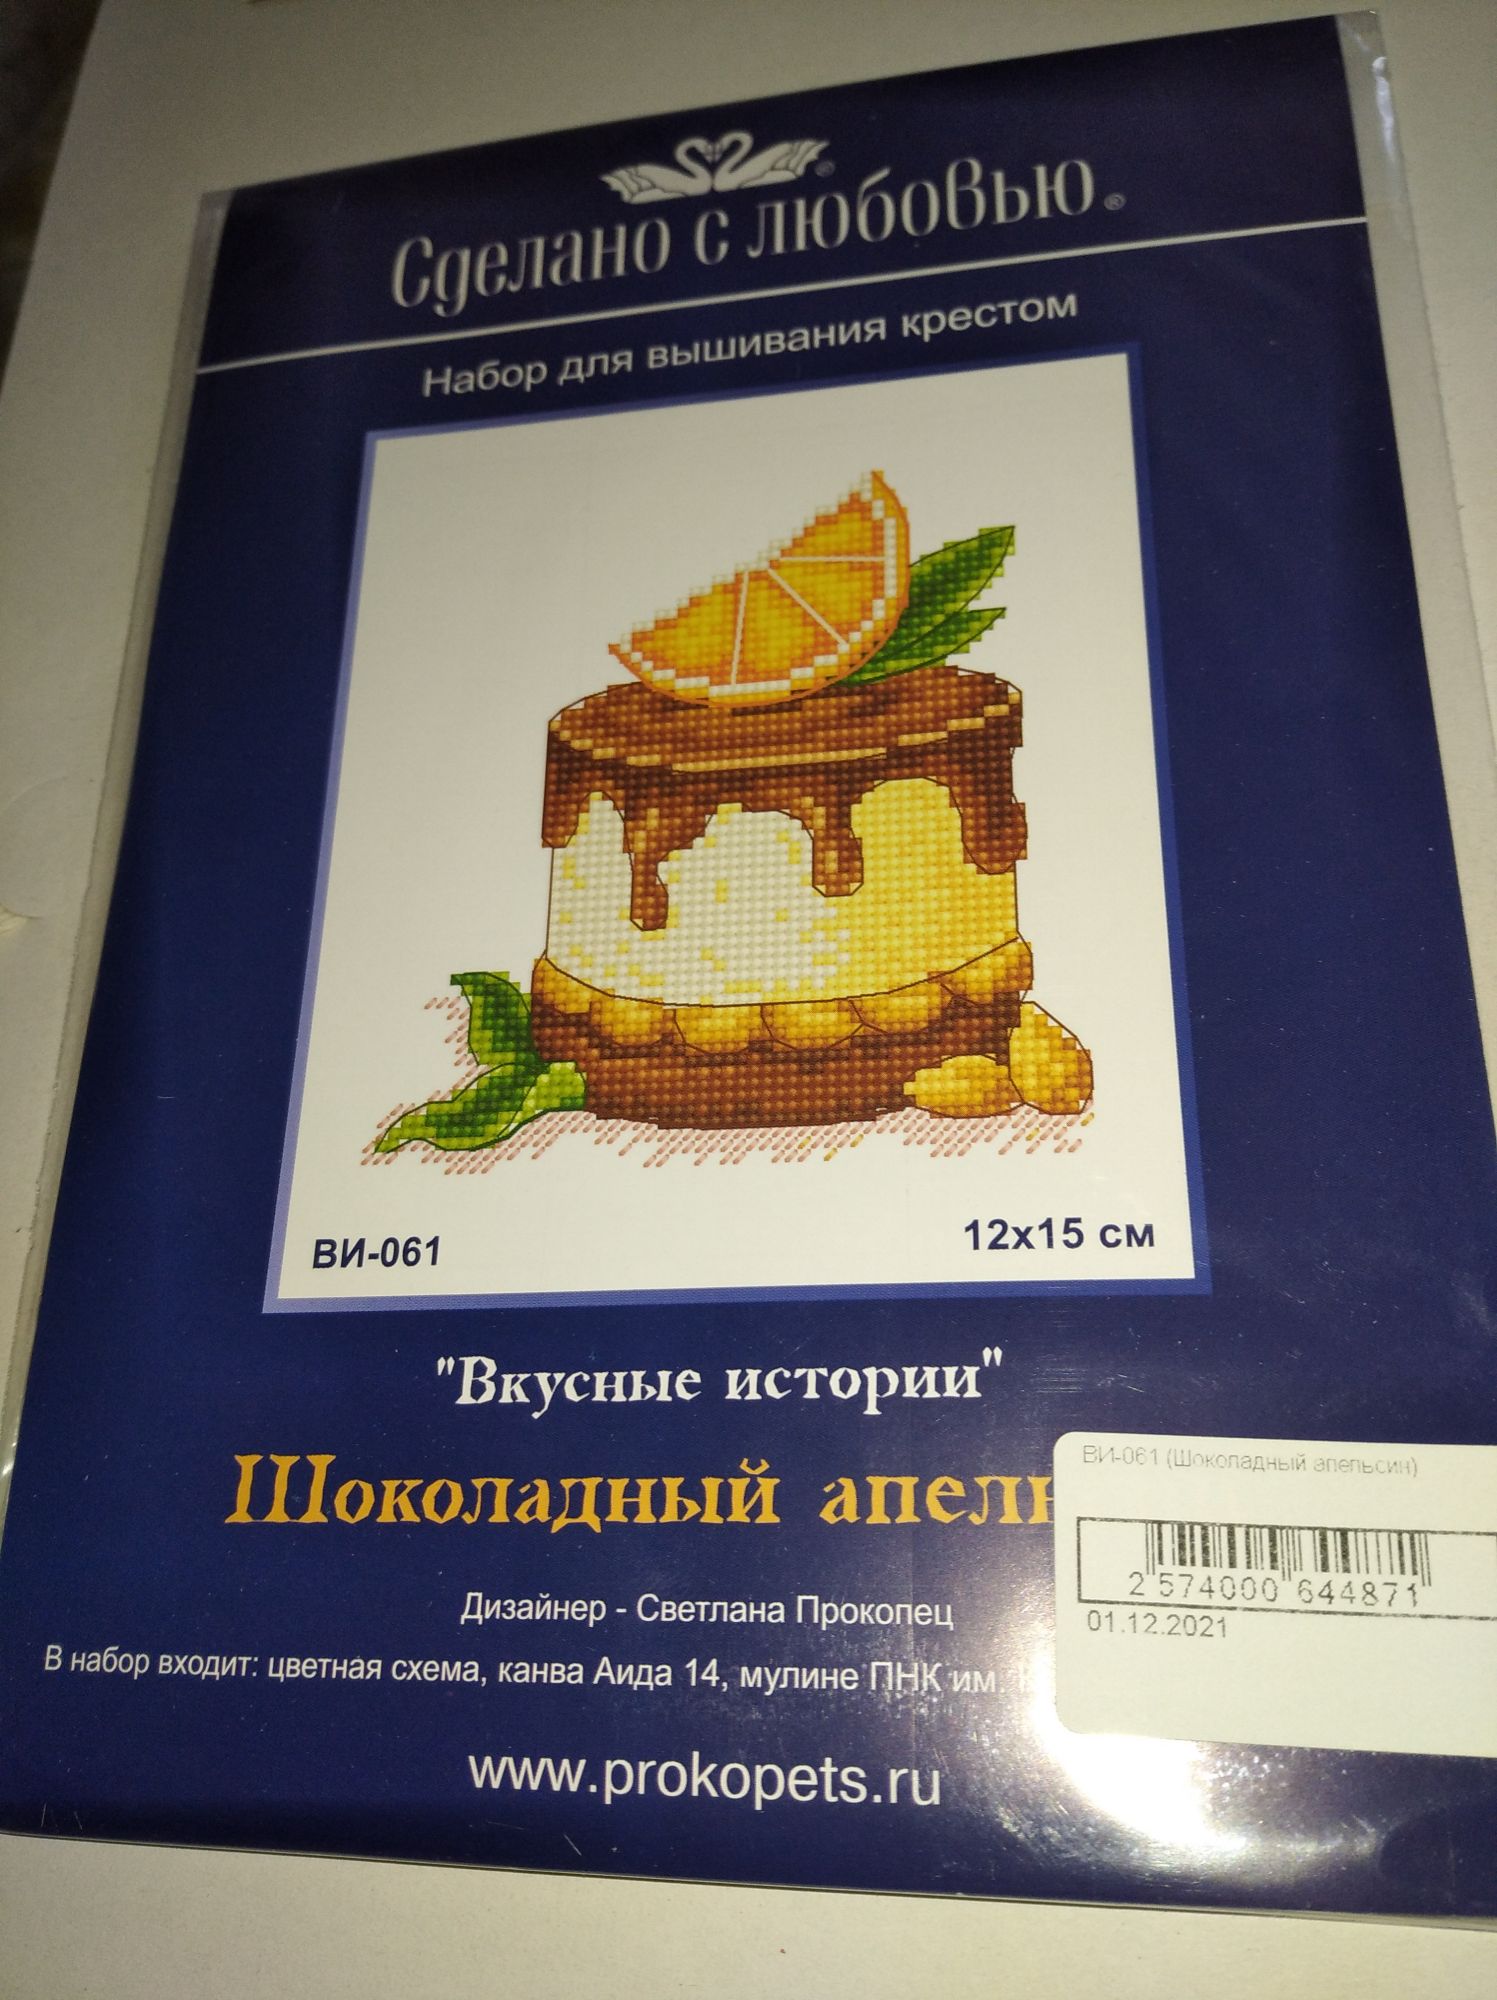 Сделано с любовью®
Набор для вышивания крестом
ВИ-061
12х15 см
"Вкусные истории"
Шоколадный
ВИ-061 (Шоколадный апельсин)
2 574000 644871
01.12.2021
Дизайнер - Светлана Прокопец
В набор входит: цветная схема, канва Аида 14, мулине ПНК им.
www.prokopets.ru